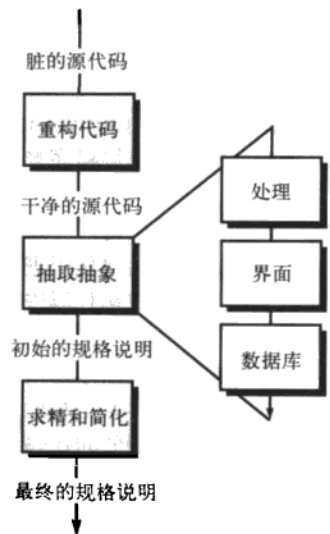 脏的源代码
重构代码
干净的源代码
抽取抽象
初始的规格说明
求精和简化
最终的规格说明
处理
界面
数据库